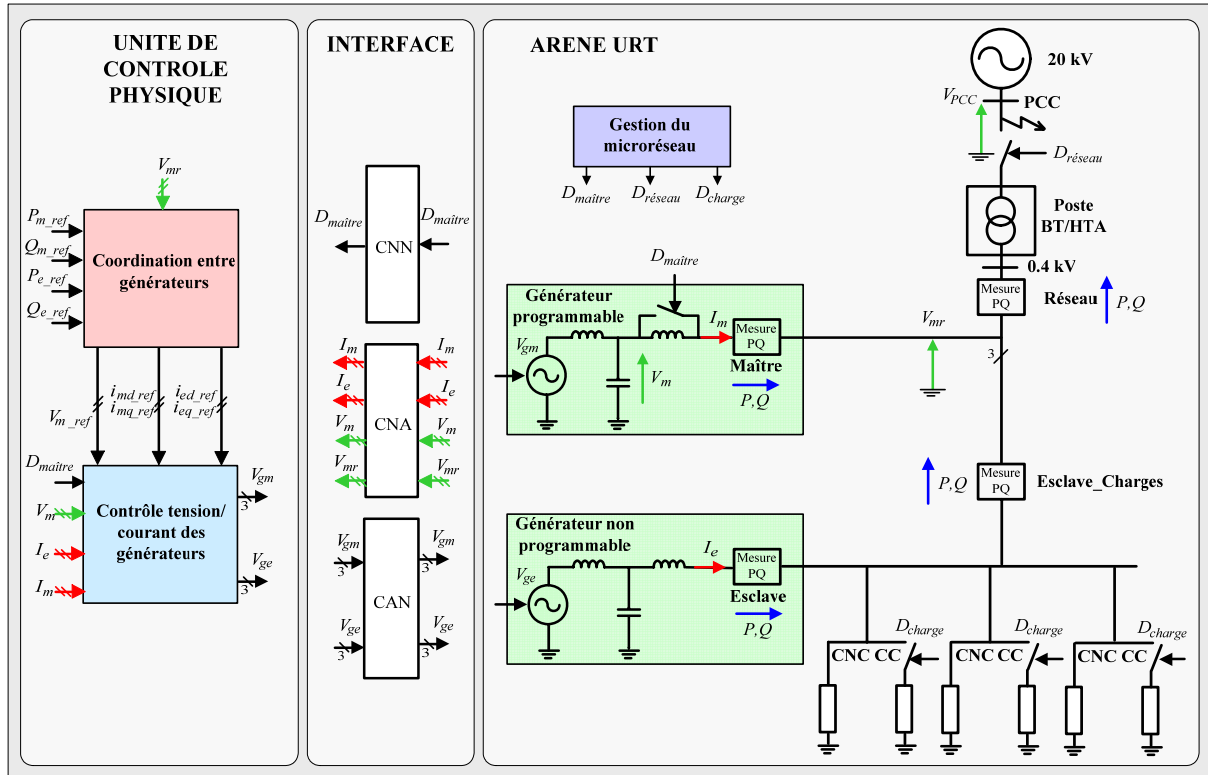 UNITE DE
CONTROLE
PHYSIQUE
V_mr
P_m_ref
Q_m_ref
P_e_ref
Q_e_ref
Coordination entre
générateurs
V_m_ref
i_md_ref
i_mq_ref
i_ed_ref
i_eq_ref
D_maître
V_m
I_e
I_m
Contrôle tension/
courant des
générateurs
V_gm
3
V_ge
3
INTERFACE
D_maître
D_maître
CNN
I_m
I_m
I_e
I_e
CNA
V_m
V_m
V_mr
V_mr
V_gm
V_gm
3
3
CAN
V_ge
V_ge
3
3
ARENE URT
Gestion du
microréseau
D_maître
D_réseau
D_charge
20 kV
V_PCC
PCC
D_réseau
Poste
BT/HTA
0.4 kV
Mesure
PQ
Réseau
P,Q
D_maître
Générateur
programmable
V_gm
I_m
Mesure
PQ
Maître
V_m
P,Q
V_mr
3
P,Q
Mesure
PQ
Esclave_Charges
Générateur non
programmable
V_ge
I_e
Mesure
PQ
Esclave
P,Q
D_charge
D_charge
D_charge
CNC CC
CNC CC
CNC CC